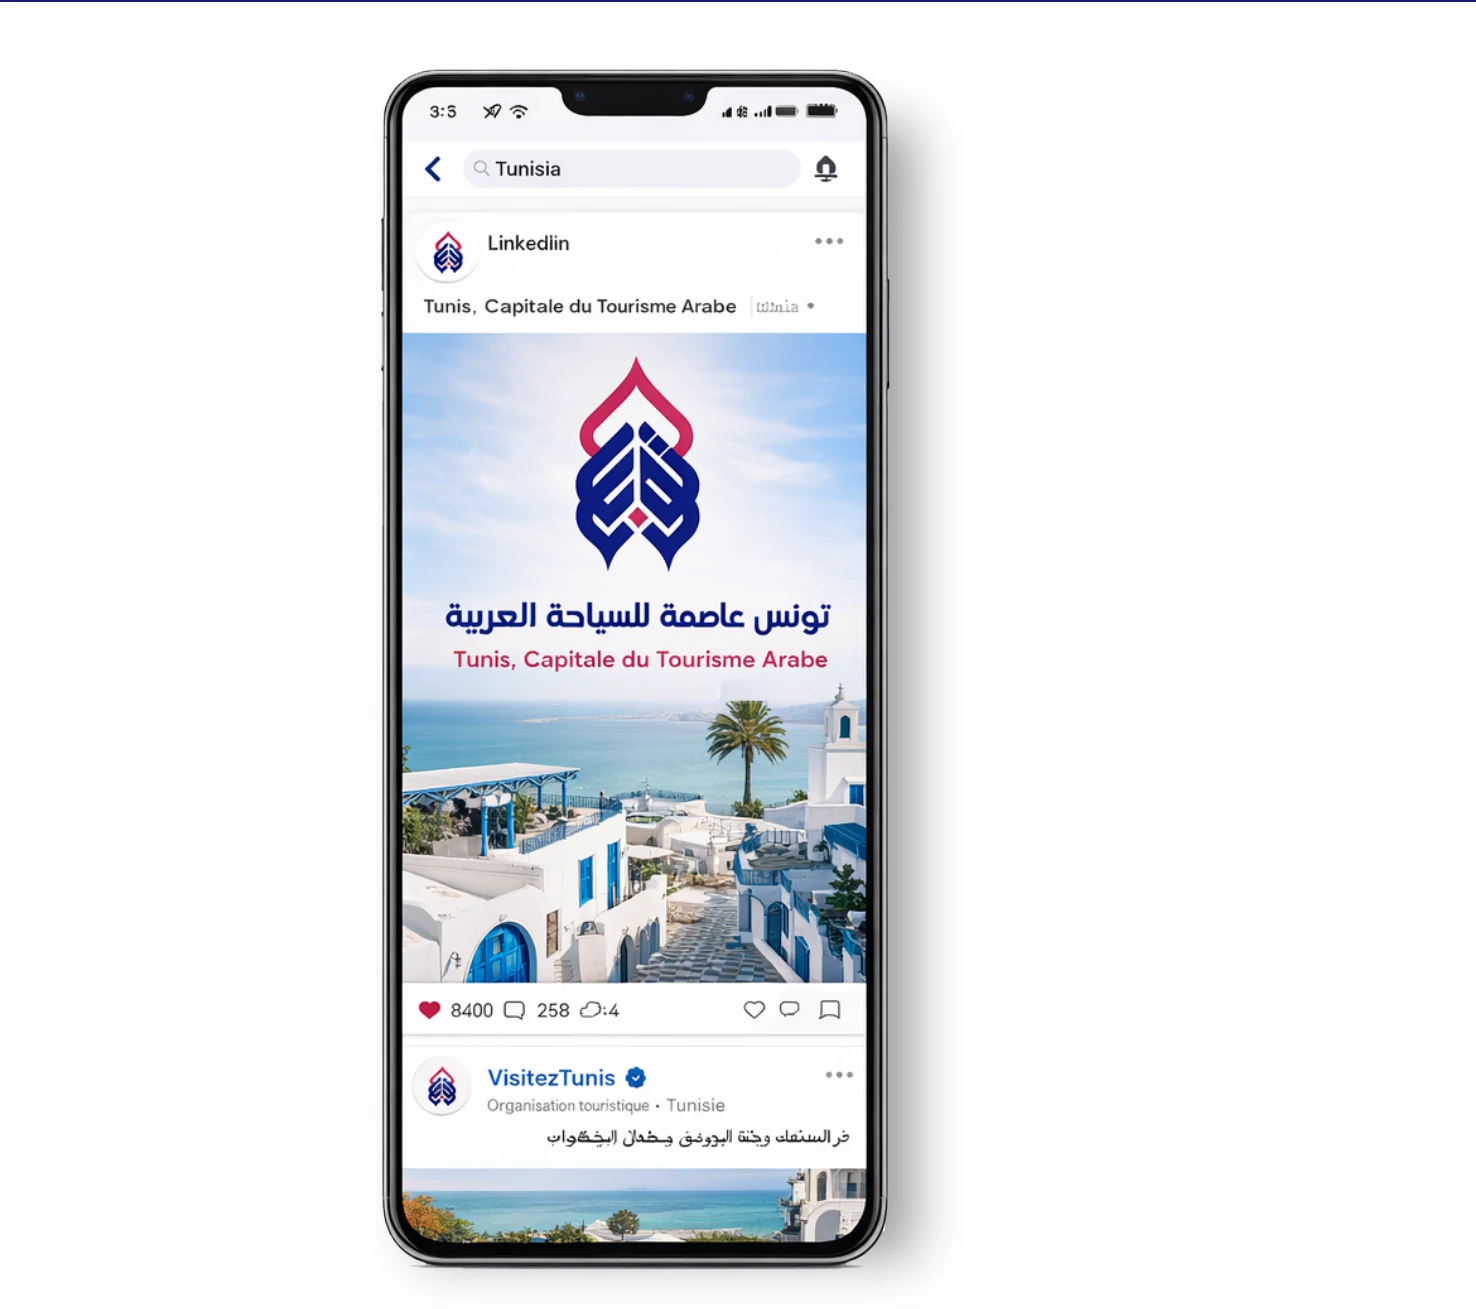 3:5
Tunisia
Linkedlin
Tunis, Capitale du Tourisme Arabe
تونس عاصمة للسياحة العربية
Tunis, Capitale du Tourisme Arabe
8400 258 :4
VisitezTunis
Organisation touristique • Tunisie